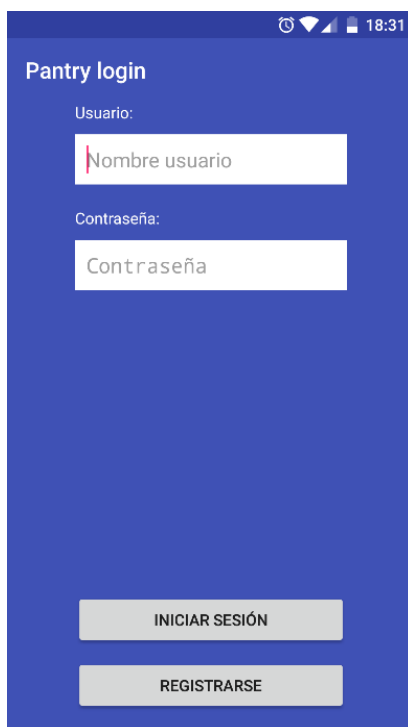 18:31
Pantry login
Usuario:
Nombre usuario
Contraseña:
Contraseña
INICIAR SESIÓN
REGISTRARSE